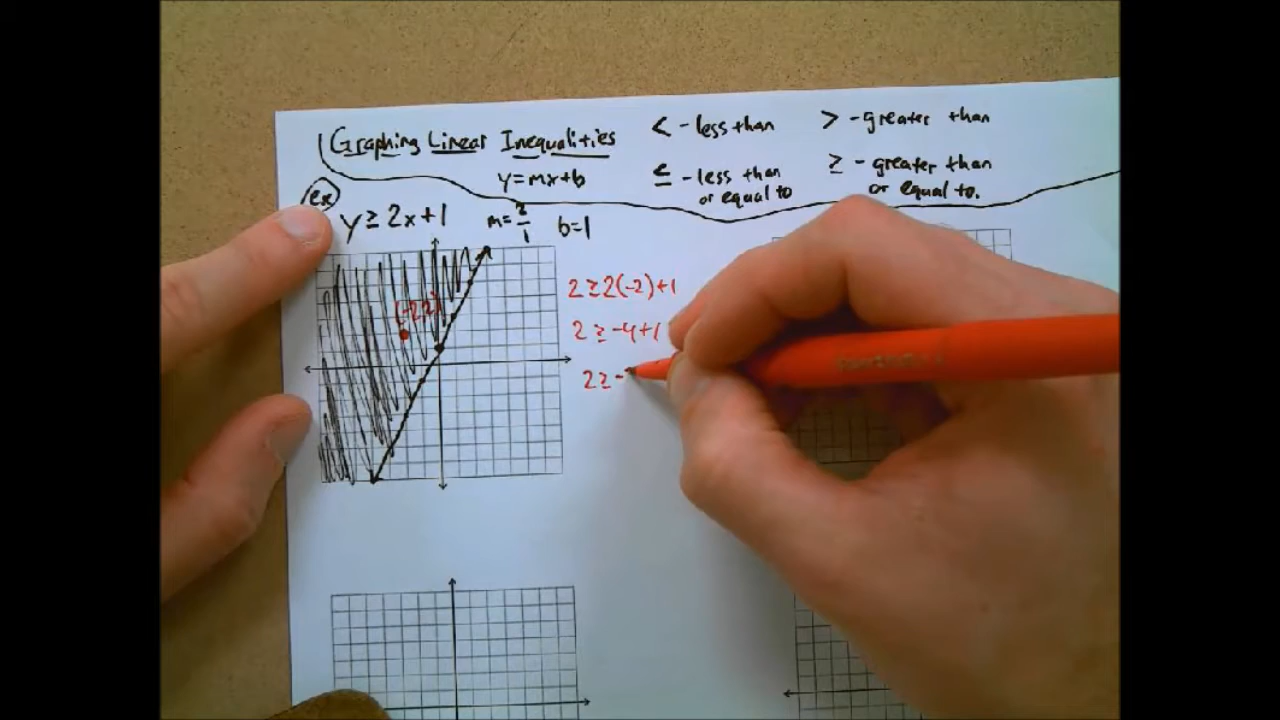 Graphing Linear Inequalities
y=mx+b
< - less than
> - greater than
≤ - less than
or equal to
≥ - greater than
or equal to.
ex
y ≥ 2x+1
m=2/1
b=1
(-2,2)
2 ≥ 2(-2)+1
2 ≥ -4+1
2 ≥ -